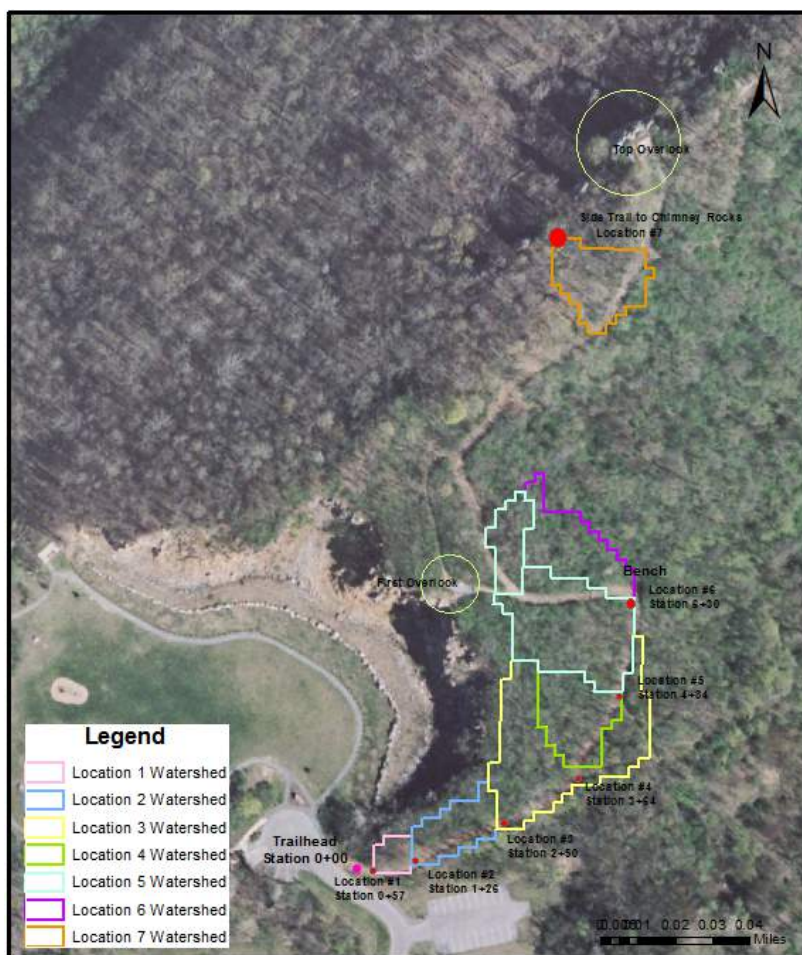 N
Top Overlook
Side Trail to Chimney Rocks
Location #7
First Overlook
Bench
Location #6
Station 6+30
Location #5
Station 4+84
Location #4
Station 3+64
Location #3
Station 2+50
Location #2
Station 1+26
Trailhead
Station 0+00
Location #1
Station 0+57
Legend
Location 1 Watershed
Location 2 Watershed
Location 3 Watershed
Location 4 Watershed
Location 5 Watershed
Location 6 Watershed
Location 7 Watershed
0.02 0.03 0.04
Miles